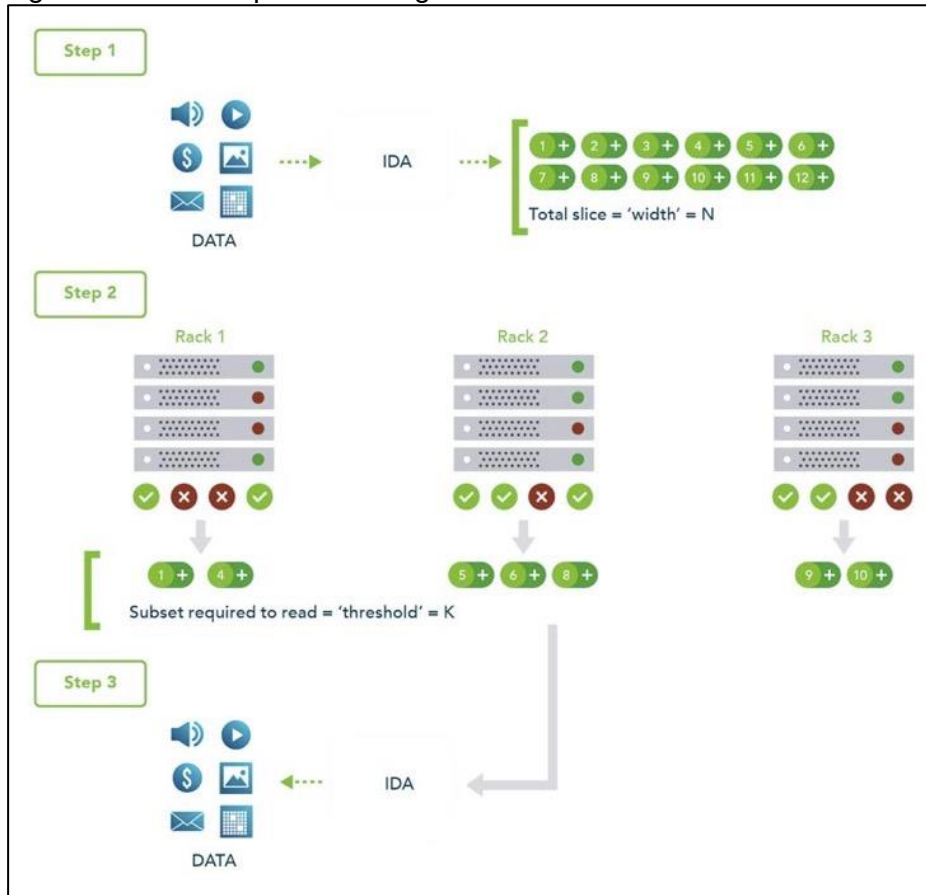 Step 1
1 + 2 + 3 + 4 + 5 + 6 +
IDA
7 + 8 + 9 + 10 + 11 + 12 +
Total slice = 'width' = N
DATA
Step 2
Rack 1 Rack 2 Rack 3
1 + 4 + 5 + 6 + 8 + 9 + 10 +
Subset required to read = 'threshold' = K
Step 3
IDA
DATA